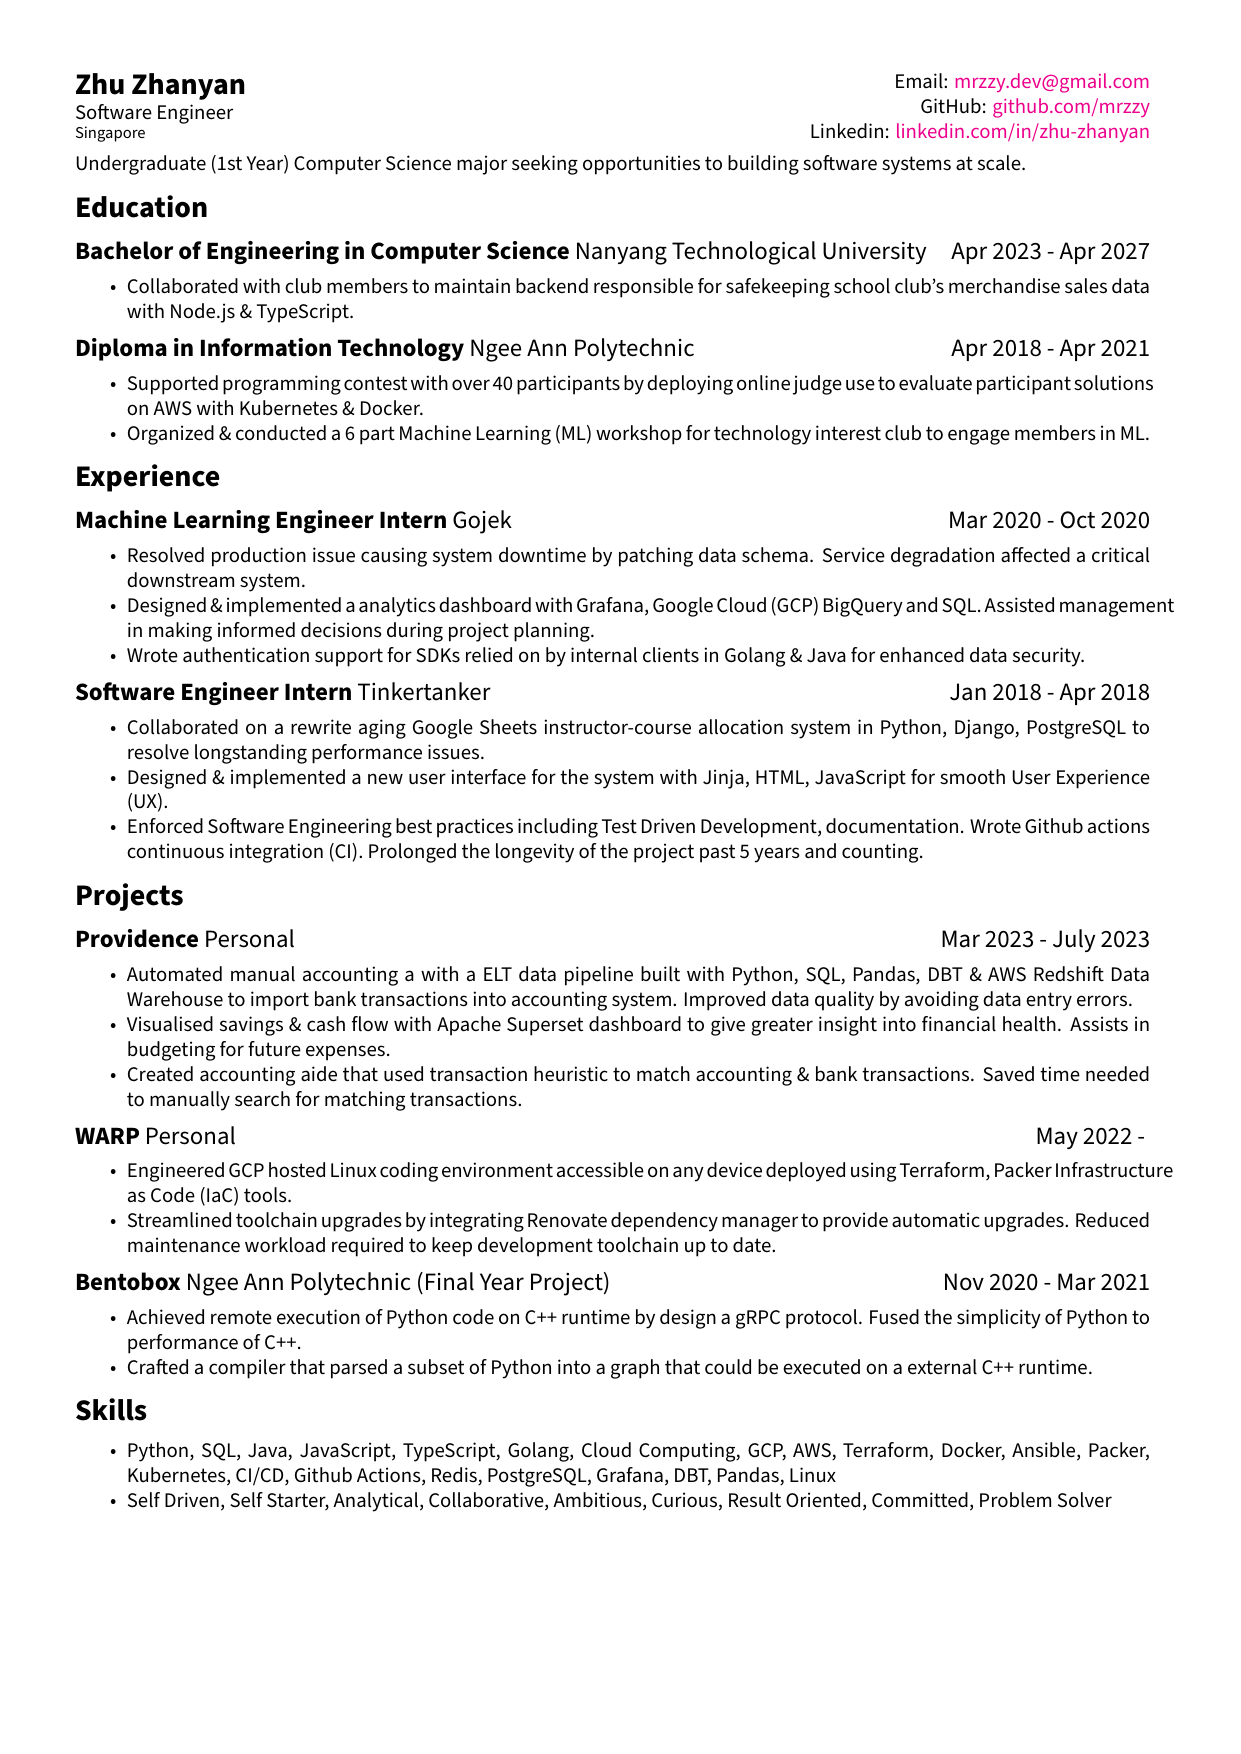 Zhu Zhanyan
Software Engineer
Singapore
Email: mrzzy.dev@gmail.com
GitHub: github.com/mrzzy
Linkedin: linkedin.com/in/zhu-zhanyan
Undergraduate (1st Year) Computer Science major seeking opportunities to building software systems at scale.
Education
Bachelor of Engineering in Computer Science Nanyang Technological University Apr 2023 - Apr 2027
• Collaborated with club members to maintain backend responsible for safekeeping school club’s merchandise sales data
with Node.js & TypeScript.
Diploma in Information Technology Ngee Ann Polytechnic Apr 2018 - Apr 2021
• Supported programming contest with over 40 participants by deploying online judge use to evaluate participant solutions
on AWS with Kubernetes & Docker.
• Organized & conducted a 6 part Machine Learning (ML) workshop for technology interest club to engage members in ML.
Experience
Machine Learning Engineer Intern Gojek Mar 2020 - Oct 2020
• Resolved production issue causing system downtime by patching data schema. Service degradation affected a critical
downstream system.
• Designed & implemented a analytics dashboard with Grafana, Google Cloud (GCP) BigQuery and SQL. Assisted management
in making informed decisions during project planning.
• Wrote authentication support for SDKs relied on by internal clients in Golang & Java for enhanced data security.
Software Engineer Intern Tinkertanker Jan 2018 - Apr 2018
• Collaborated on a rewrite aging Google Sheets instructor-course allocation system in Python, Django, PostgreSQL to
resolve longstanding performance issues.
• Designed & implemented a new user interface for the system with Jinja, HTML, JavaScript for smooth User Experience
(UX).
• Enforced Software Engineering best practices including Test Driven Development, documentation. Wrote Github actions
continuous integration (CI). Prolonged the longevity of the project past 5 years and counting.
Projects
Providence Personal Mar 2023 - July 2023
• Automated manual accounting a with a ELT data pipeline built with Python, SQL, Pandas, DBT & AWS Redshift Data
Warehouse to import bank transactions into accounting system. Improved data quality by avoiding data entry errors.
• Visualised savings & cash flow with Apache Superset dashboard to give greater insight into financial health. Assists in
budgeting for future expenses.
• Created accounting aide that used transaction heuristic to match accounting & bank transactions. Saved time needed
to manually search for matching transactions.
WARP Personal May 2022 -
• Engineered GCP hosted Linux coding environment accessible on any device deployed using Terraform, Packer Infrastructure
as Code (IaC) tools.
• Streamlined toolchain upgrades by integrating Renovate dependency manager to provide automatic upgrades. Reduced
maintenance workload required to keep development toolchain up to date.
Bentobox Ngee Ann Polytechnic (Final Year Project) Nov 2020 - Mar 2021
• Achieved remote execution of Python code on C++ runtime by design a gRPC protocol. Fused the simplicity of Python to
performance of C++.
• Crafted a compiler that parsed a subset of Python into a graph that could be executed on a external C++ runtime.
Skills
• Python, SQL, Java, JavaScript, TypeScript, Golang, Cloud Computing, GCP, AWS, Terraform, Docker, Ansible, Packer,
Kubernetes, CI/CD, Github Actions, Redis, PostgreSQL, Grafana, DBT, Pandas, Linux
• Self Driven, Self Starter, Analytical, Collaborative, Ambitious, Curious, Result Oriented, Committed, Problem Solver